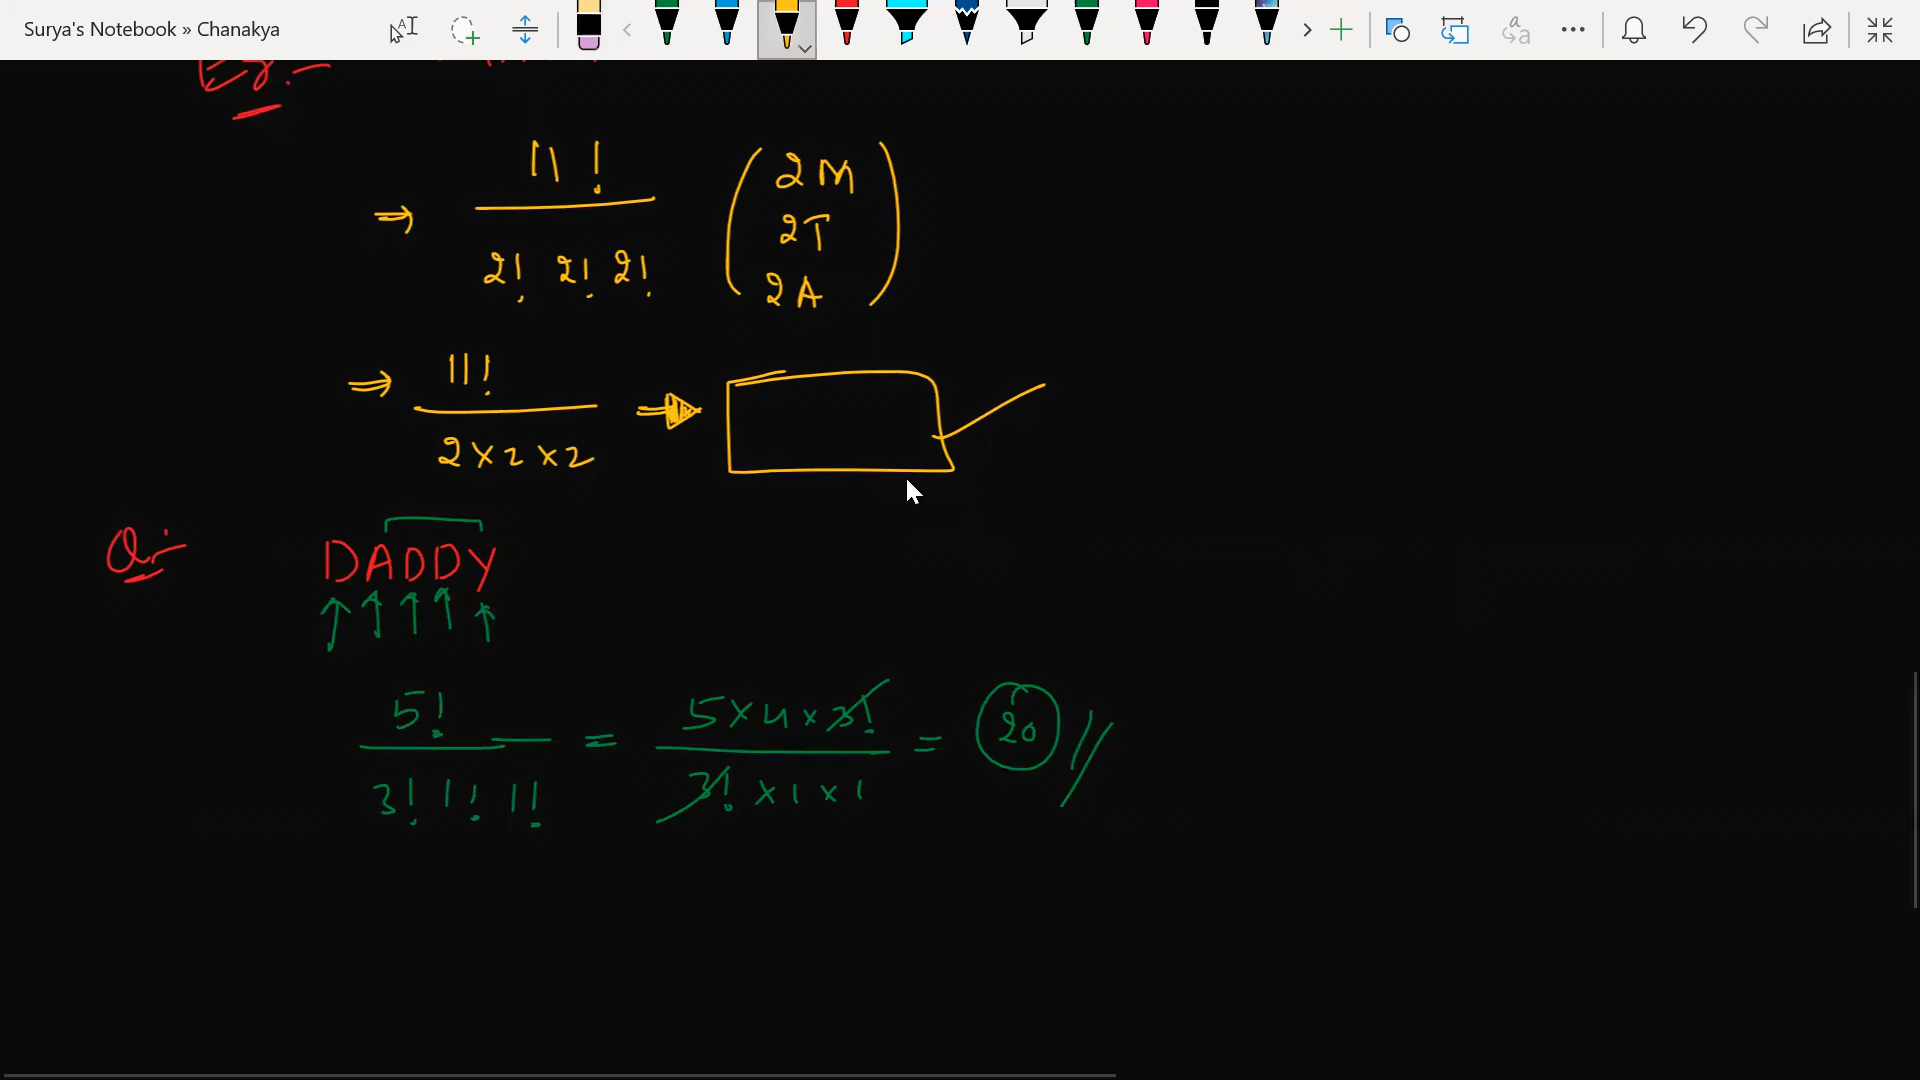 Surya's Notebook » Chanakya
Eg.-
⇒ 11! / 2! 2! 2! ( 2M 2T 2A )
⇒ 11! / 2×2×2 ⇒
Q:- DADDY
5! / 3! 1! 1! = 5×4×3! / 3!×1×1 = 20 //